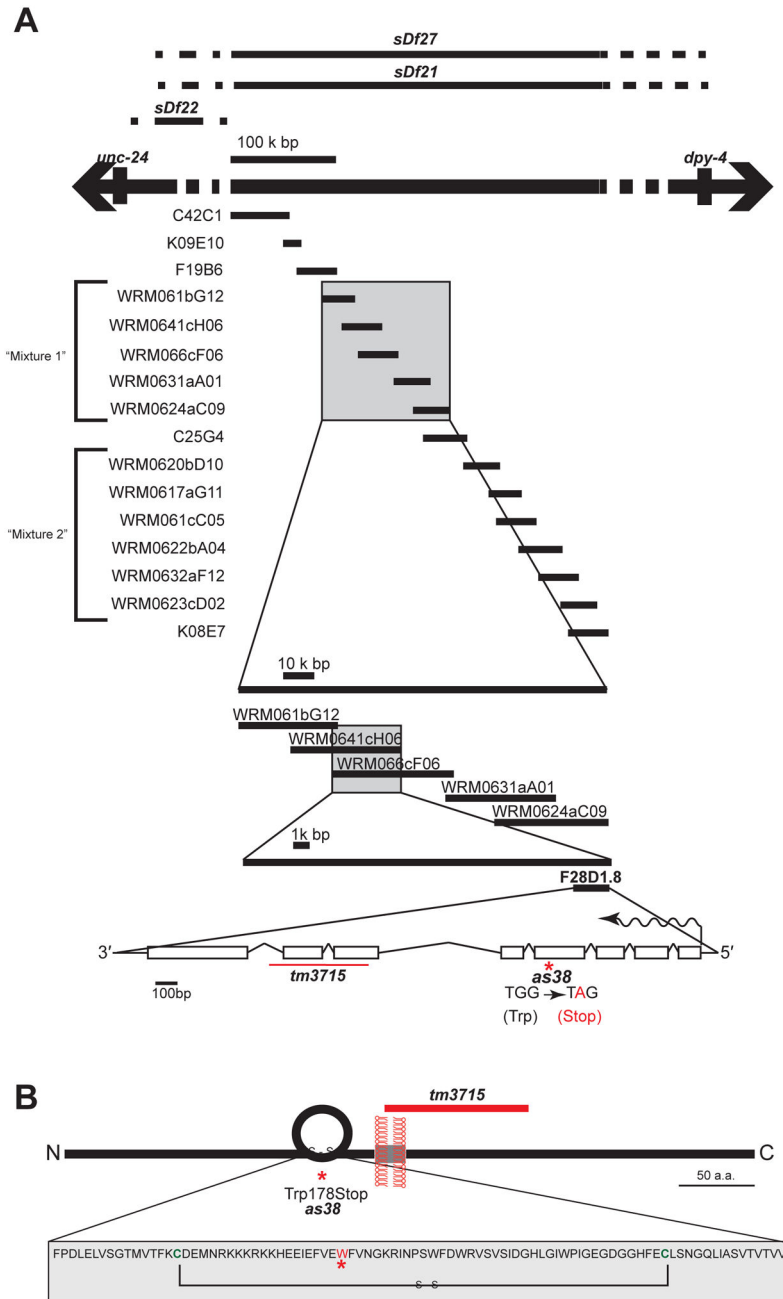 A
sDf27
sDf21
sDf22
100 k bp
unc-24
dpy-4
C42C1
K09E10
F19B6
WRM061bG12
WRM0641cH06
"Mixture 1"
WRM066cF06
WRM0631aA01
WRM0624aC09
C25G4
WRM0620bD10
WRM0617aG11
WRM061cC05
"Mixture 2"
WRM0622bA04
WRM0632aF12
WRM0623cD02
K08E7
10 k bp
WRM061bG12
WRM0641cH06
WRM066cF06
WRM0631aA01
WRM0624aC09
1k bp
F28D1.8
3′
5′
tm3715
*
as38
100bp
TGG TAG
(Trp) (Stop)
B
tm3715
N
S - S
C
*
50 a.a.
Trp178Stop
as38
FPDLELVSGTMVTFKCDEMNRKKKRKKHEEIEFVEWFVNGKRINPSWFDWRVSVSIDGHLGIWPIGEGDGGHFECLSNGQLIASVTVTVV
*
S S